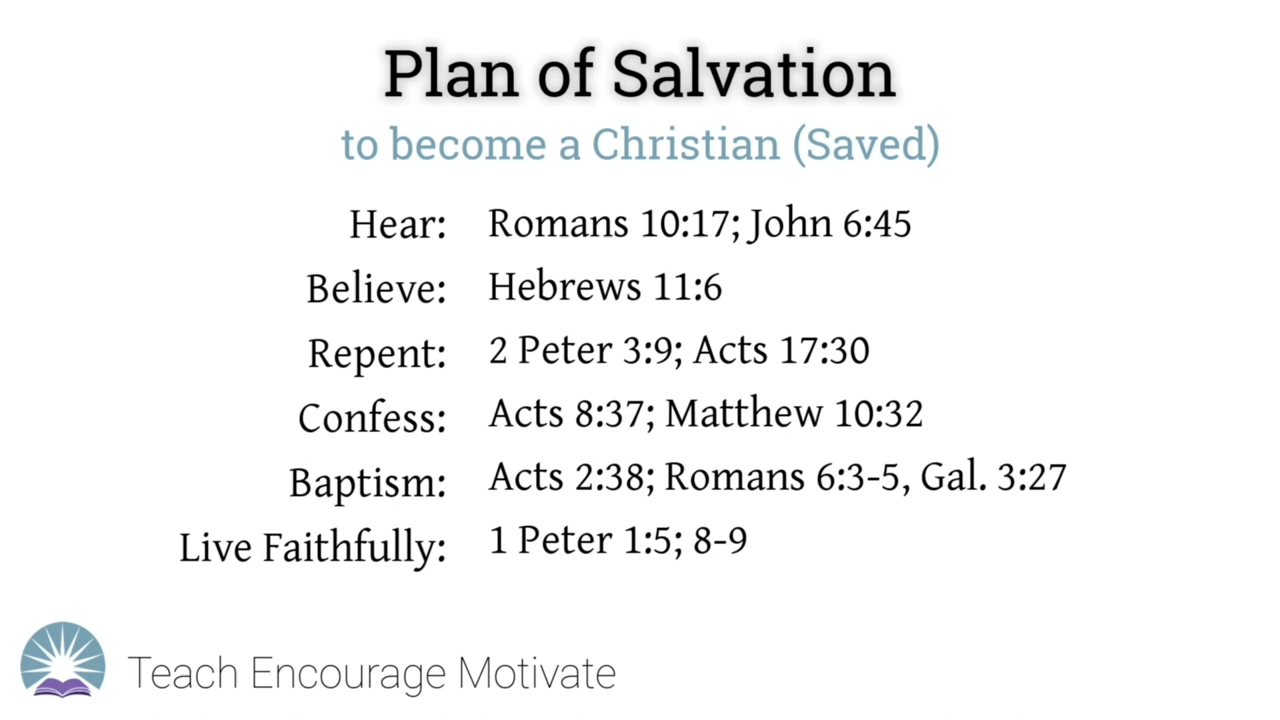 Plan of Salvation
to become a Christian (Saved)
Hear: Romans 10:17; John 6:45
Believe: Hebrews 11:6
Repent: 2 Peter 3:9; Acts 17:30
Confess: Acts 8:37; Matthew 10:32
Baptism: Acts 2:38; Romans 6:3-5, Gal. 3:27
Live Faithfully: 1 Peter 1:5; 8-9
Teach Encourage Motivate